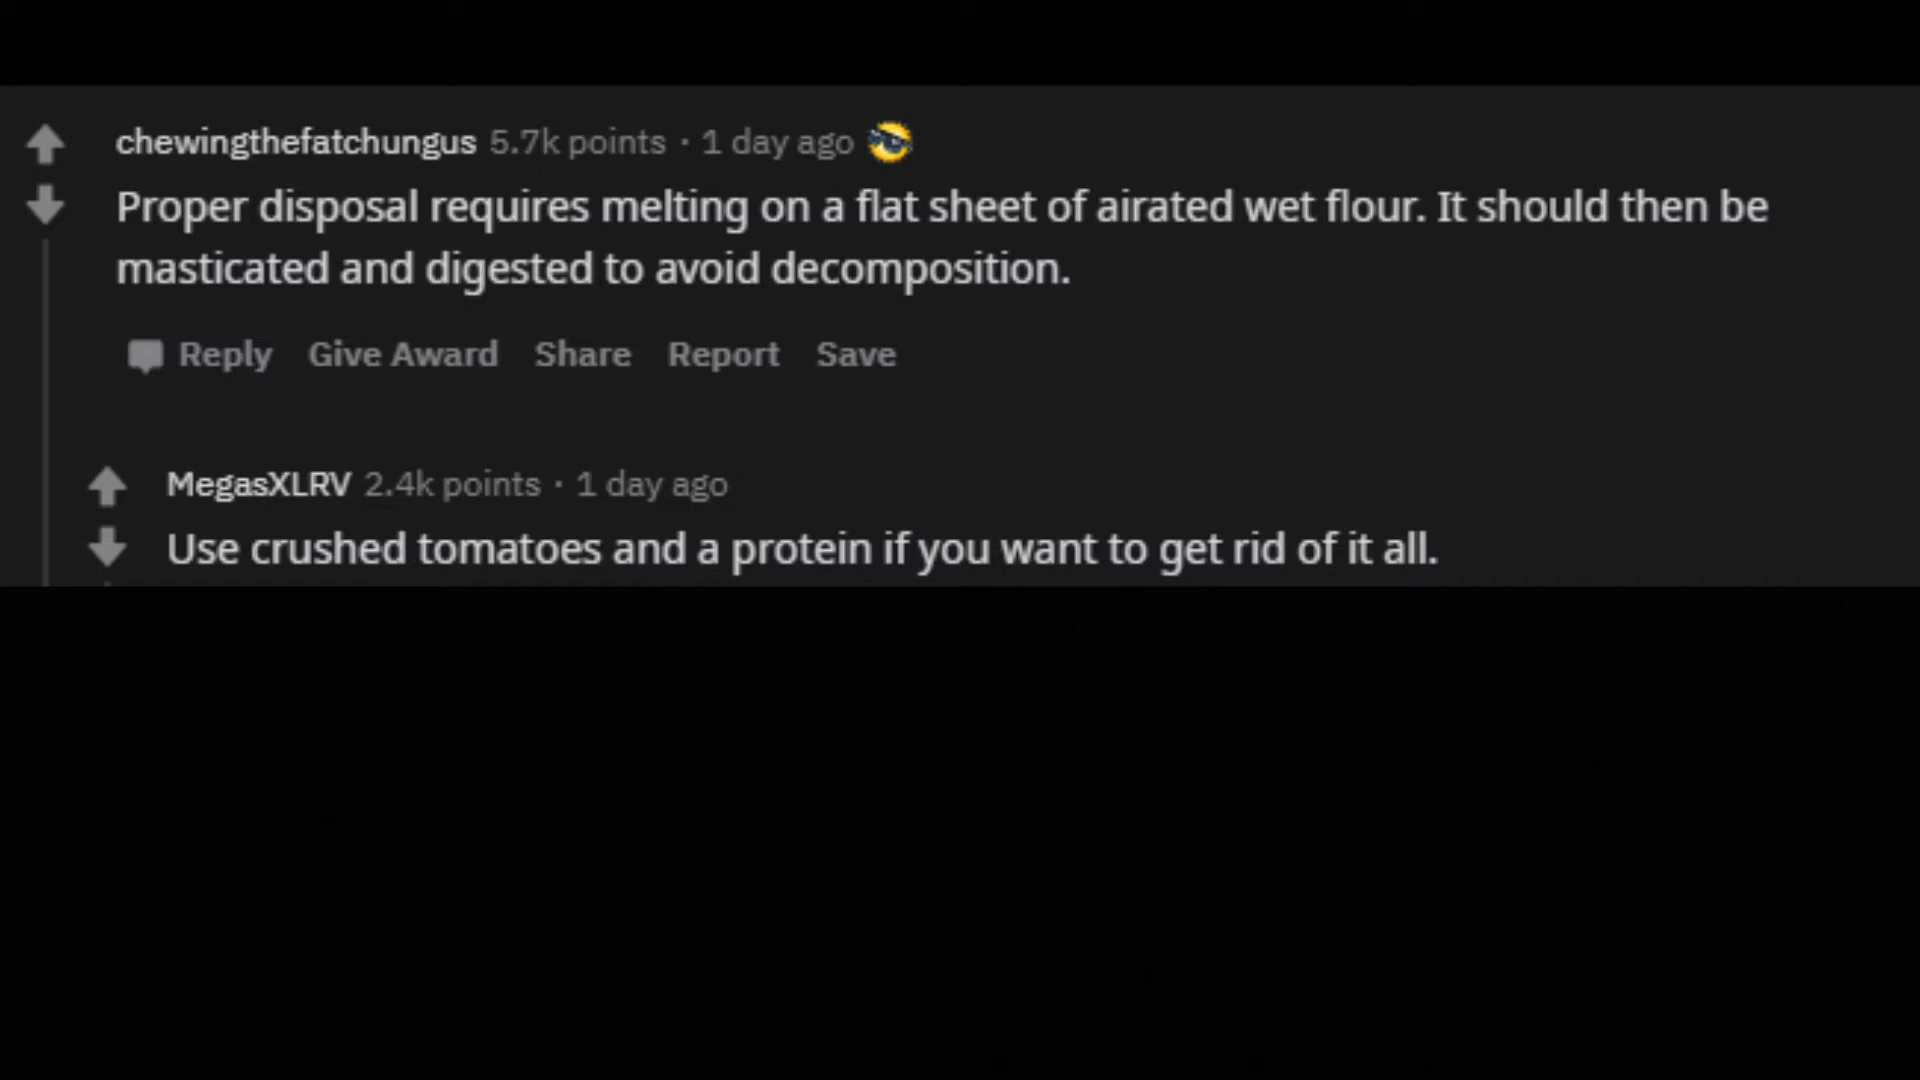 chewingthefatchungus 5.7k points · 1 day ago
Proper disposal requires melting on a flat sheet of airated wet flour. It should then be
masticated and digested to avoid decomposition.
Reply Give Award Share Report Save
MegasXLRV 2.4k points · 1 day ago
Use crushed tomatoes and a protein if you want to get rid of it all.